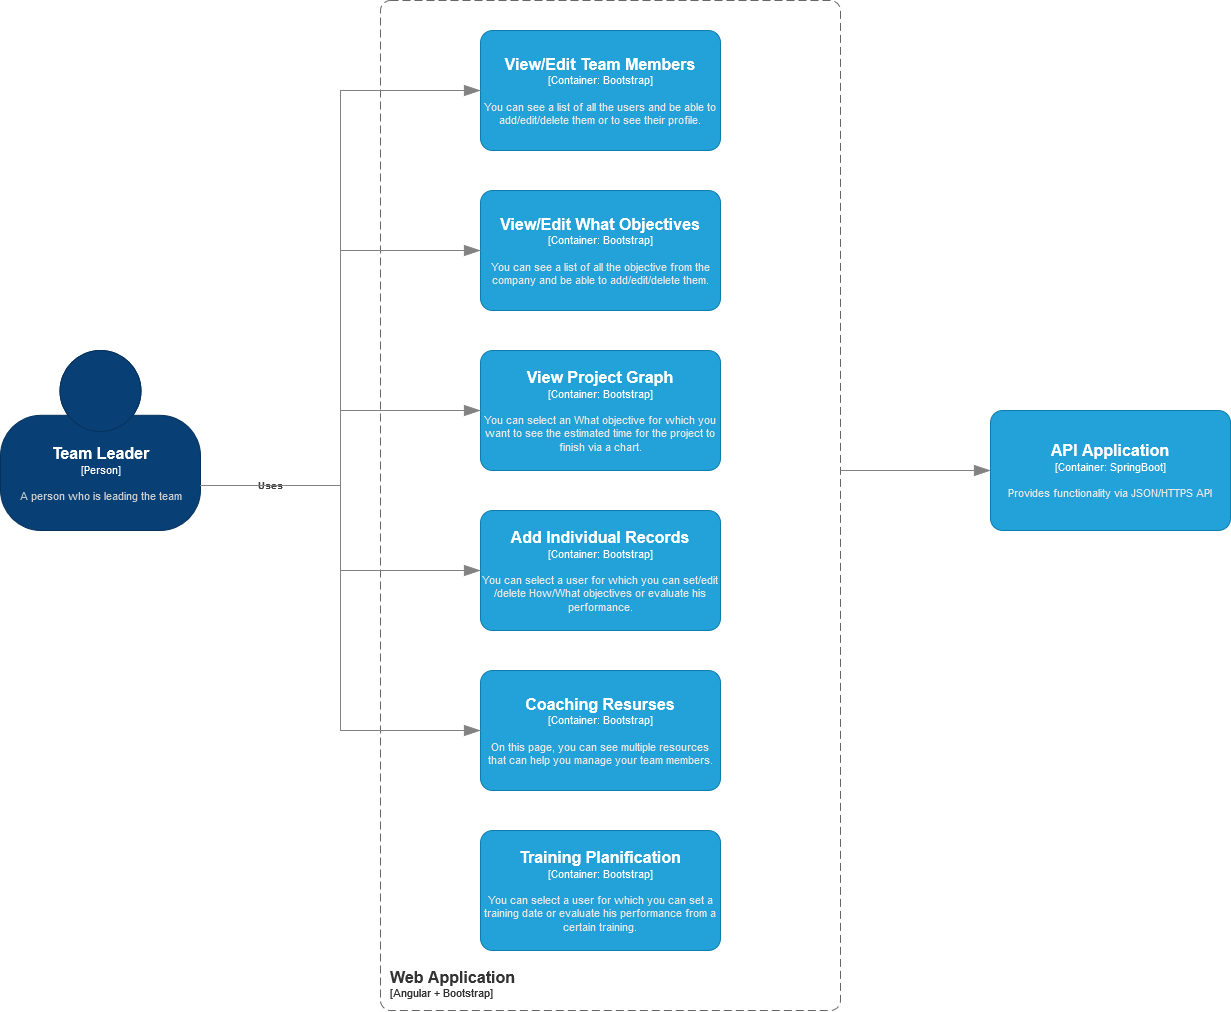 View/Edit Team Members
[Container: Bootstrap]
You can see a list of all the users and be able to
add/edit/delete them or to see their profile.
View/Edit What Objectives
[Container: Bootstrap]
You can see a list of all the objective from the
company and be able to add/edit/delete them.
View Project Graph
[Container: Bootstrap]
You can select an What objective for which you
want to see the estimated time for the project to
finish via a chart.
Team Leader
[Person]
A person who is leading the team
Uses
API Application
[Container: SpringBoot]
Provides functionality via JSON/HTTPS API
Add Individual Records
[Container: Bootstrap]
You can select a user for which you can set/edit
/delete How/What objectives or evaluate his
performance.
Coaching Resurses
[Container: Bootstrap]
On this page, you can see multiple resources
that can help you manage your team members.
Training Planification
[Container: Bootstrap]
You can select a user for which you can set a
training date or evaluate his performance from a
certain training.
Web Application
[Angular + Bootstrap]